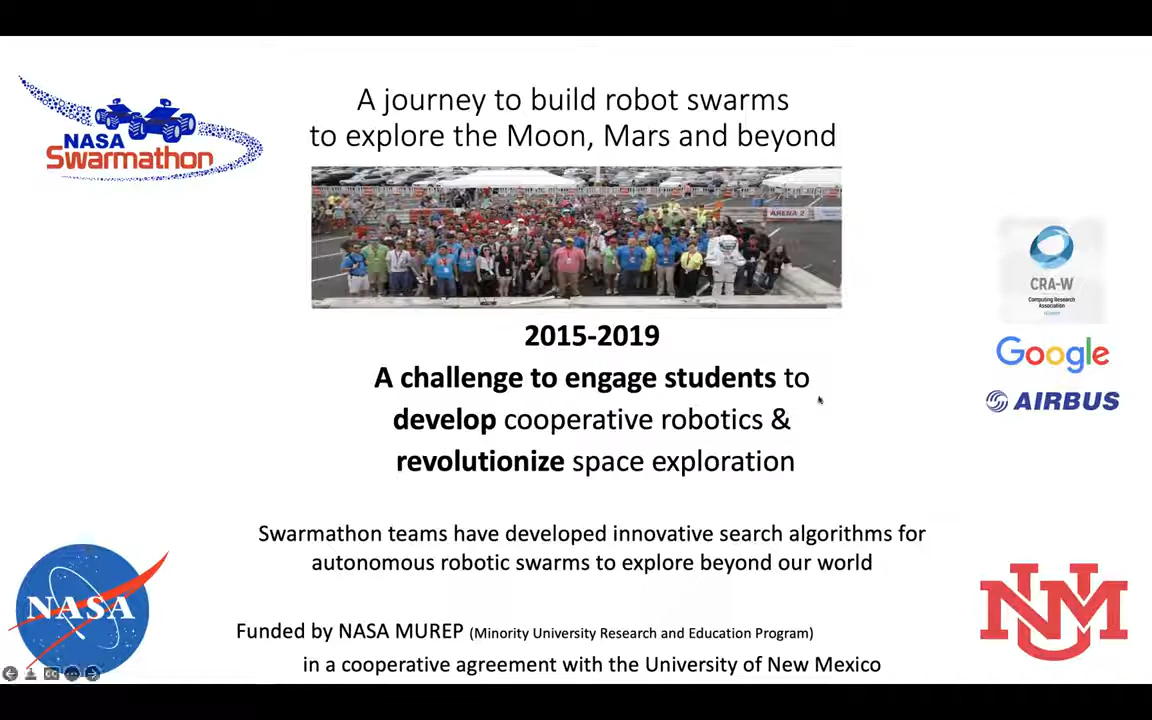 NASA
Swarmathon
A journey to build robot swarms
to explore the Moon, Mars and beyond
ARENA 2
CRA-W
Computing Research
Association
Google
AIRBUS
2015-2019
A challenge to engage students to
develop cooperative robotics &
revolutionize space exploration
Swarmathon teams have developed innovative search algorithms for
autonomous robotic swarms to explore beyond our world
NASA
UNM
Funded by NASA MUREP (Minority University Research and Education Program)
in a cooperative agreement with the University of New Mexico
CC